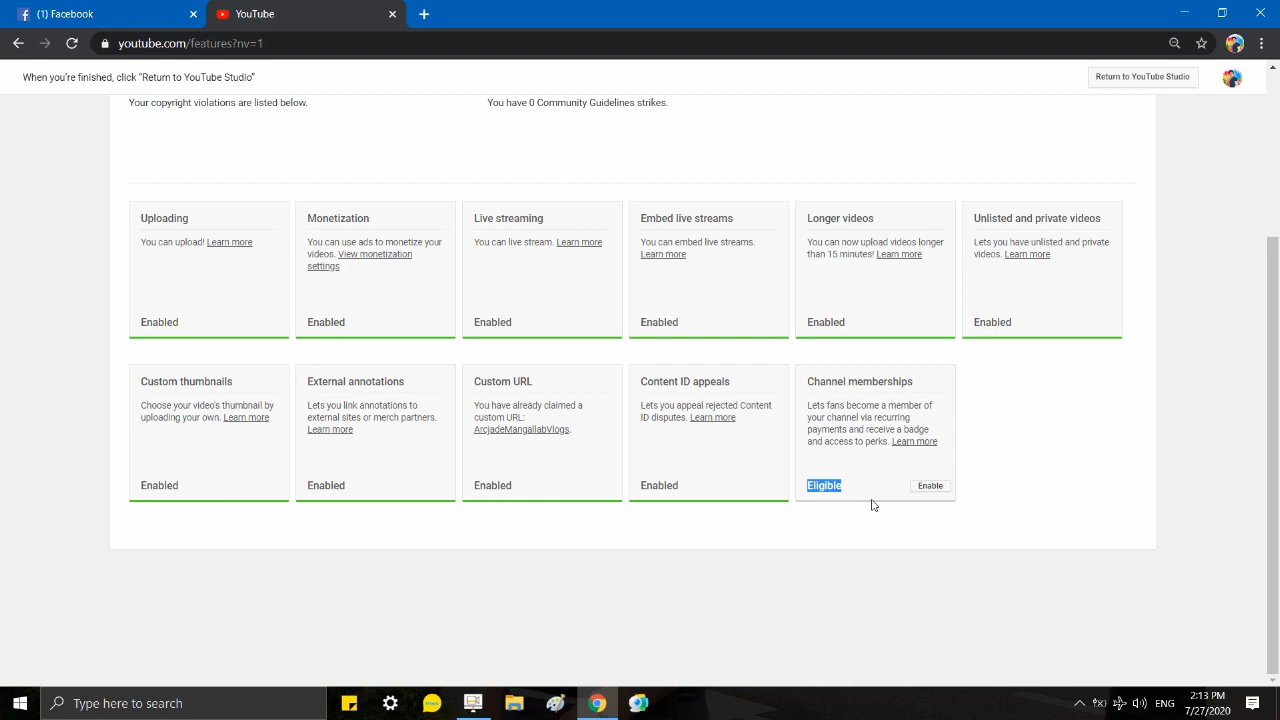 (1) Facebook
YouTube
youtube.com/features?nv=1
When you're finished, click "Return to YouTube Studio"
Return to YouTube Studio
Your copyright violations are listed below.
You have 0 Community Guidelines strikes.
Uploading
You can upload! Learn more
Enabled
Monetization
You can use ads to monetize your
videos. View monetization
settings
Enabled
Live streaming
You can live stream. Learn more
Enabled
Embed live streams
You can embed live streams.
Learn more
Enabled
Longer videos
You can now upload videos longer
than 15 minutes! Learn more
Enabled
Unlisted and private videos
Lets you have unlisted and private
videos. Learn more
Enabled
Custom thumbnails
Choose your video's thumbnail by
uploading your own. Learn more
Enabled
External annotations
Lets you link annotations to
external sites or merch partners.
Learn more
Enabled
Custom URL
You have already claimed a
custom URL:
ArcjadeMangallabVlogs.
Enabled
Content ID appeals
Lets you appeal rejected Content
ID disputes. Learn more
Enabled
Channel memberships
Lets fans become a member of
your channel via recurring
payments and receive a badge
and access to perks. Learn more
Eligible
Enable
Type here to search
ENG
2:13 PM
7/27/2020